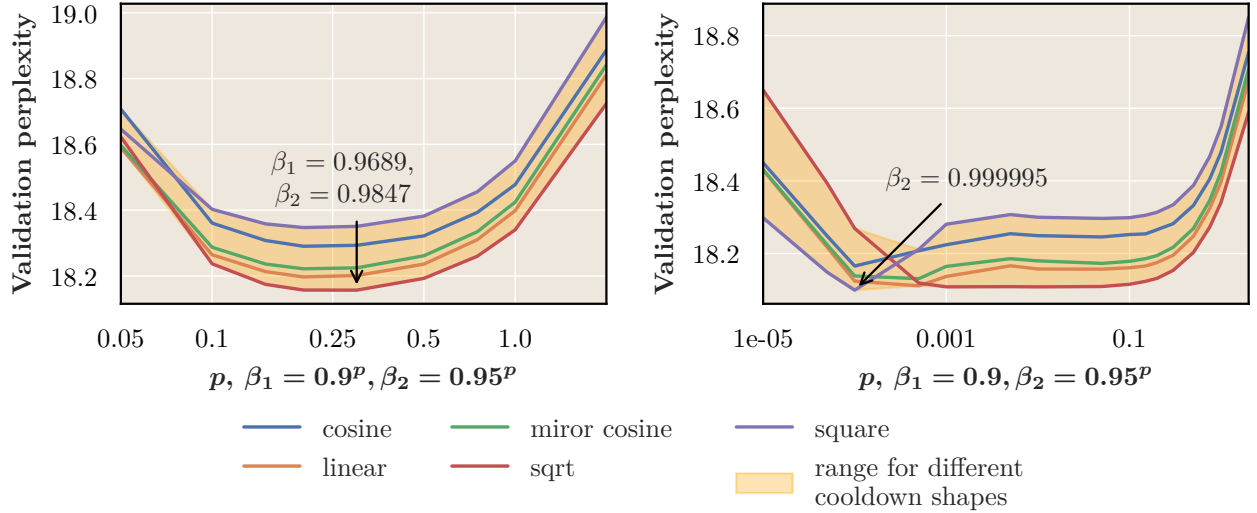 Validation perplexity
19.0
18.8
18.6
18.4
18.2
β₁ = 0.9689,
β₂ = 0.9847
0.05 0.1 0.25 0.5 1.0
p, β₁ = 0.9ᵖ, β₂ = 0.95ᵖ
Validation perplexity
18.8
18.6
18.4
18.2
β₂ = 0.999995
1e-05 0.001 0.1
p, β₁ = 0.9, β₂ = 0.95ᵖ
cosine miror cosine square
linear sqrt range for different
cooldown shapes